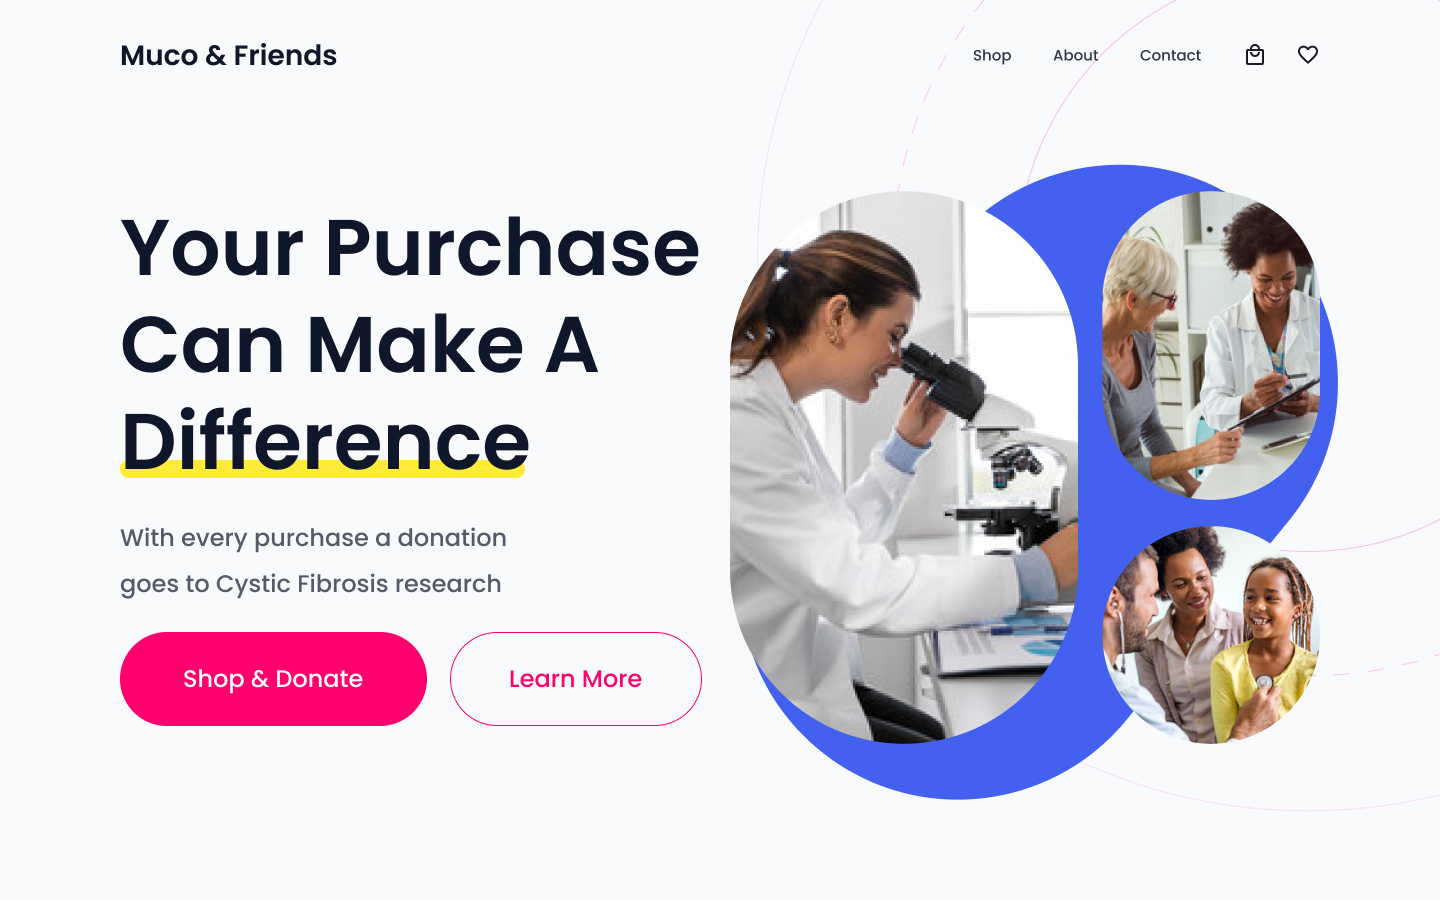 Muco & Friends
Shop
About
Contact
Your Purchase
Can Make A
Difference
With every purchase a donation
goes to Cystic Fibrosis research
Shop & Donate
Learn More